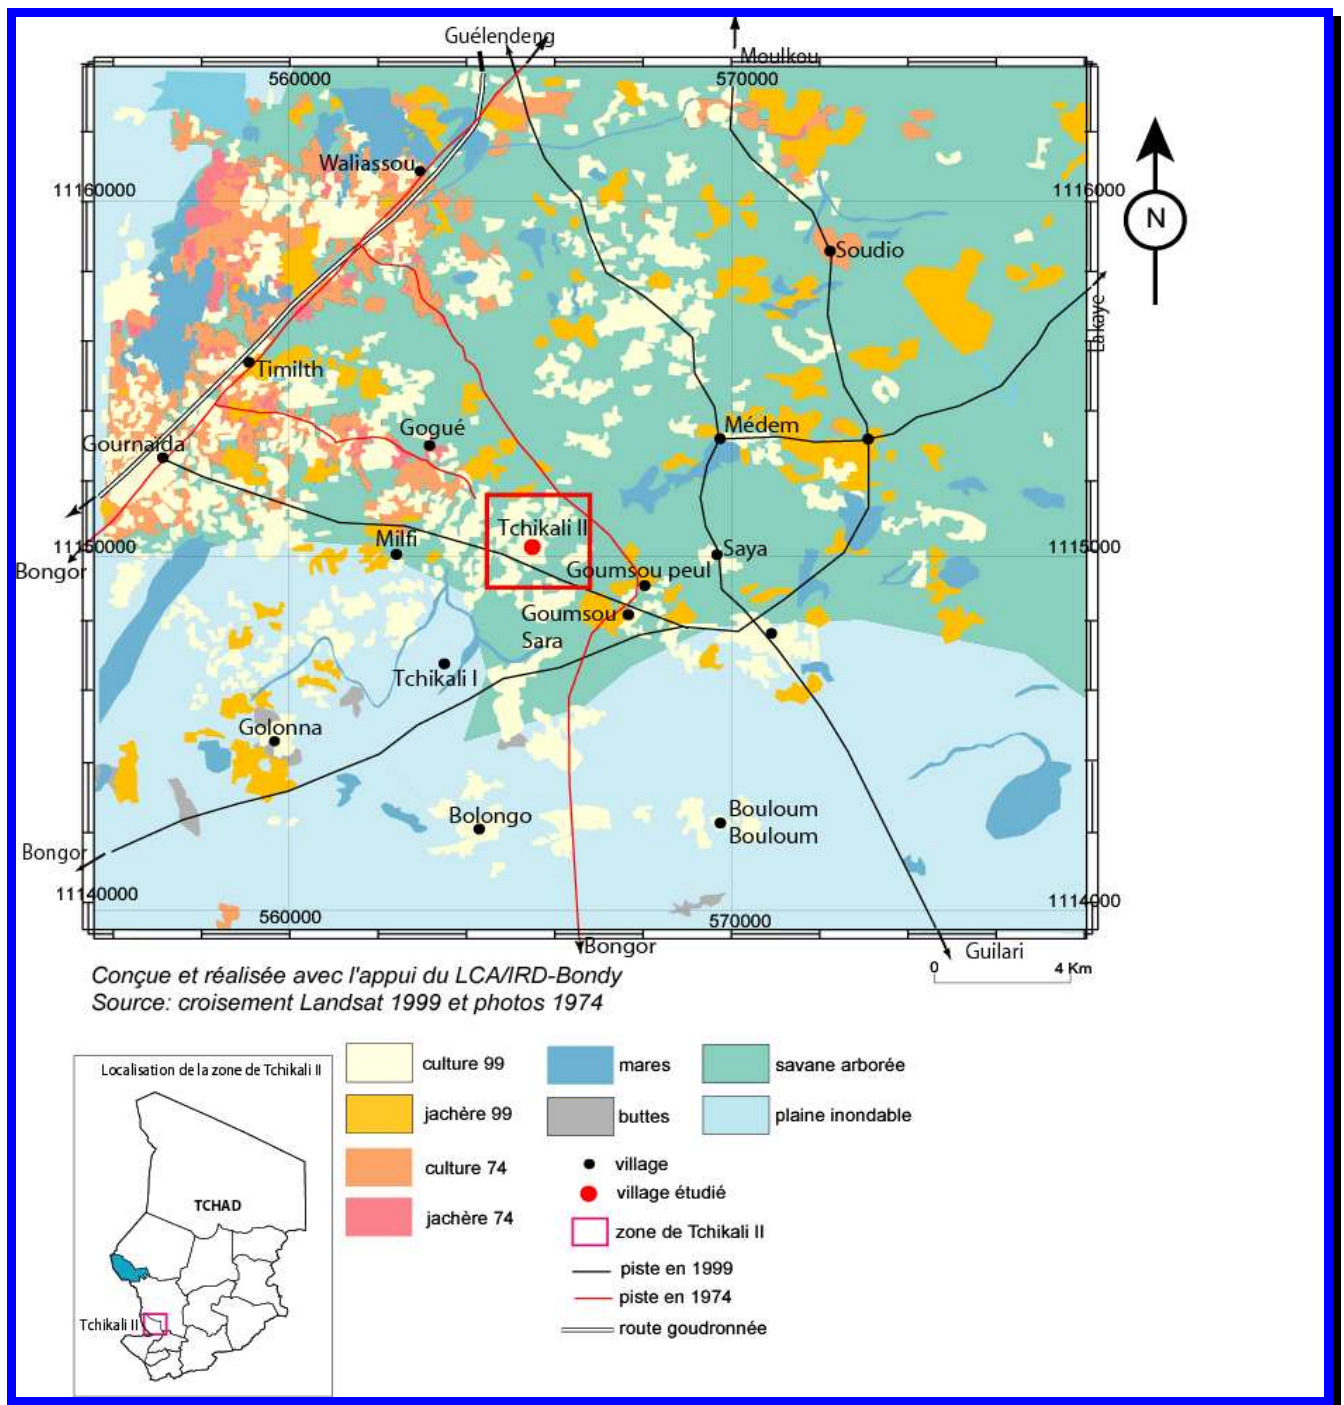 Guélendeng
Moulkou
560000
570000
Waliassou
11160000
1116000
N
Soudio
Lakaye
Timilth
Gournaïda
Gogué
Médem
Tchikali II
Milfi
11150000
Saya
1115000
Bongor
Goumsou peul
Goumsou
Sara
Tchikali I
Golonna
Bolongo
Bouloum
Bouloum
Bongor
11140000
1114000
560000
570000
Bongor
Guilari
0 4 Km
Conçue et réalisée avec l'appui du LCA/IRD-Bondy
Source: croisement Landsat 1999 et photos 1974
Localisation de la zone de Tchikali II
TCHAD
Tchikali II
culture 99
jachère 99
culture 74
jachère 74
mares
buttes
village
village étudié
zone de Tchikali II
piste en 1999
piste en 1974
route goudronnée
savane arborée
plaine inondable